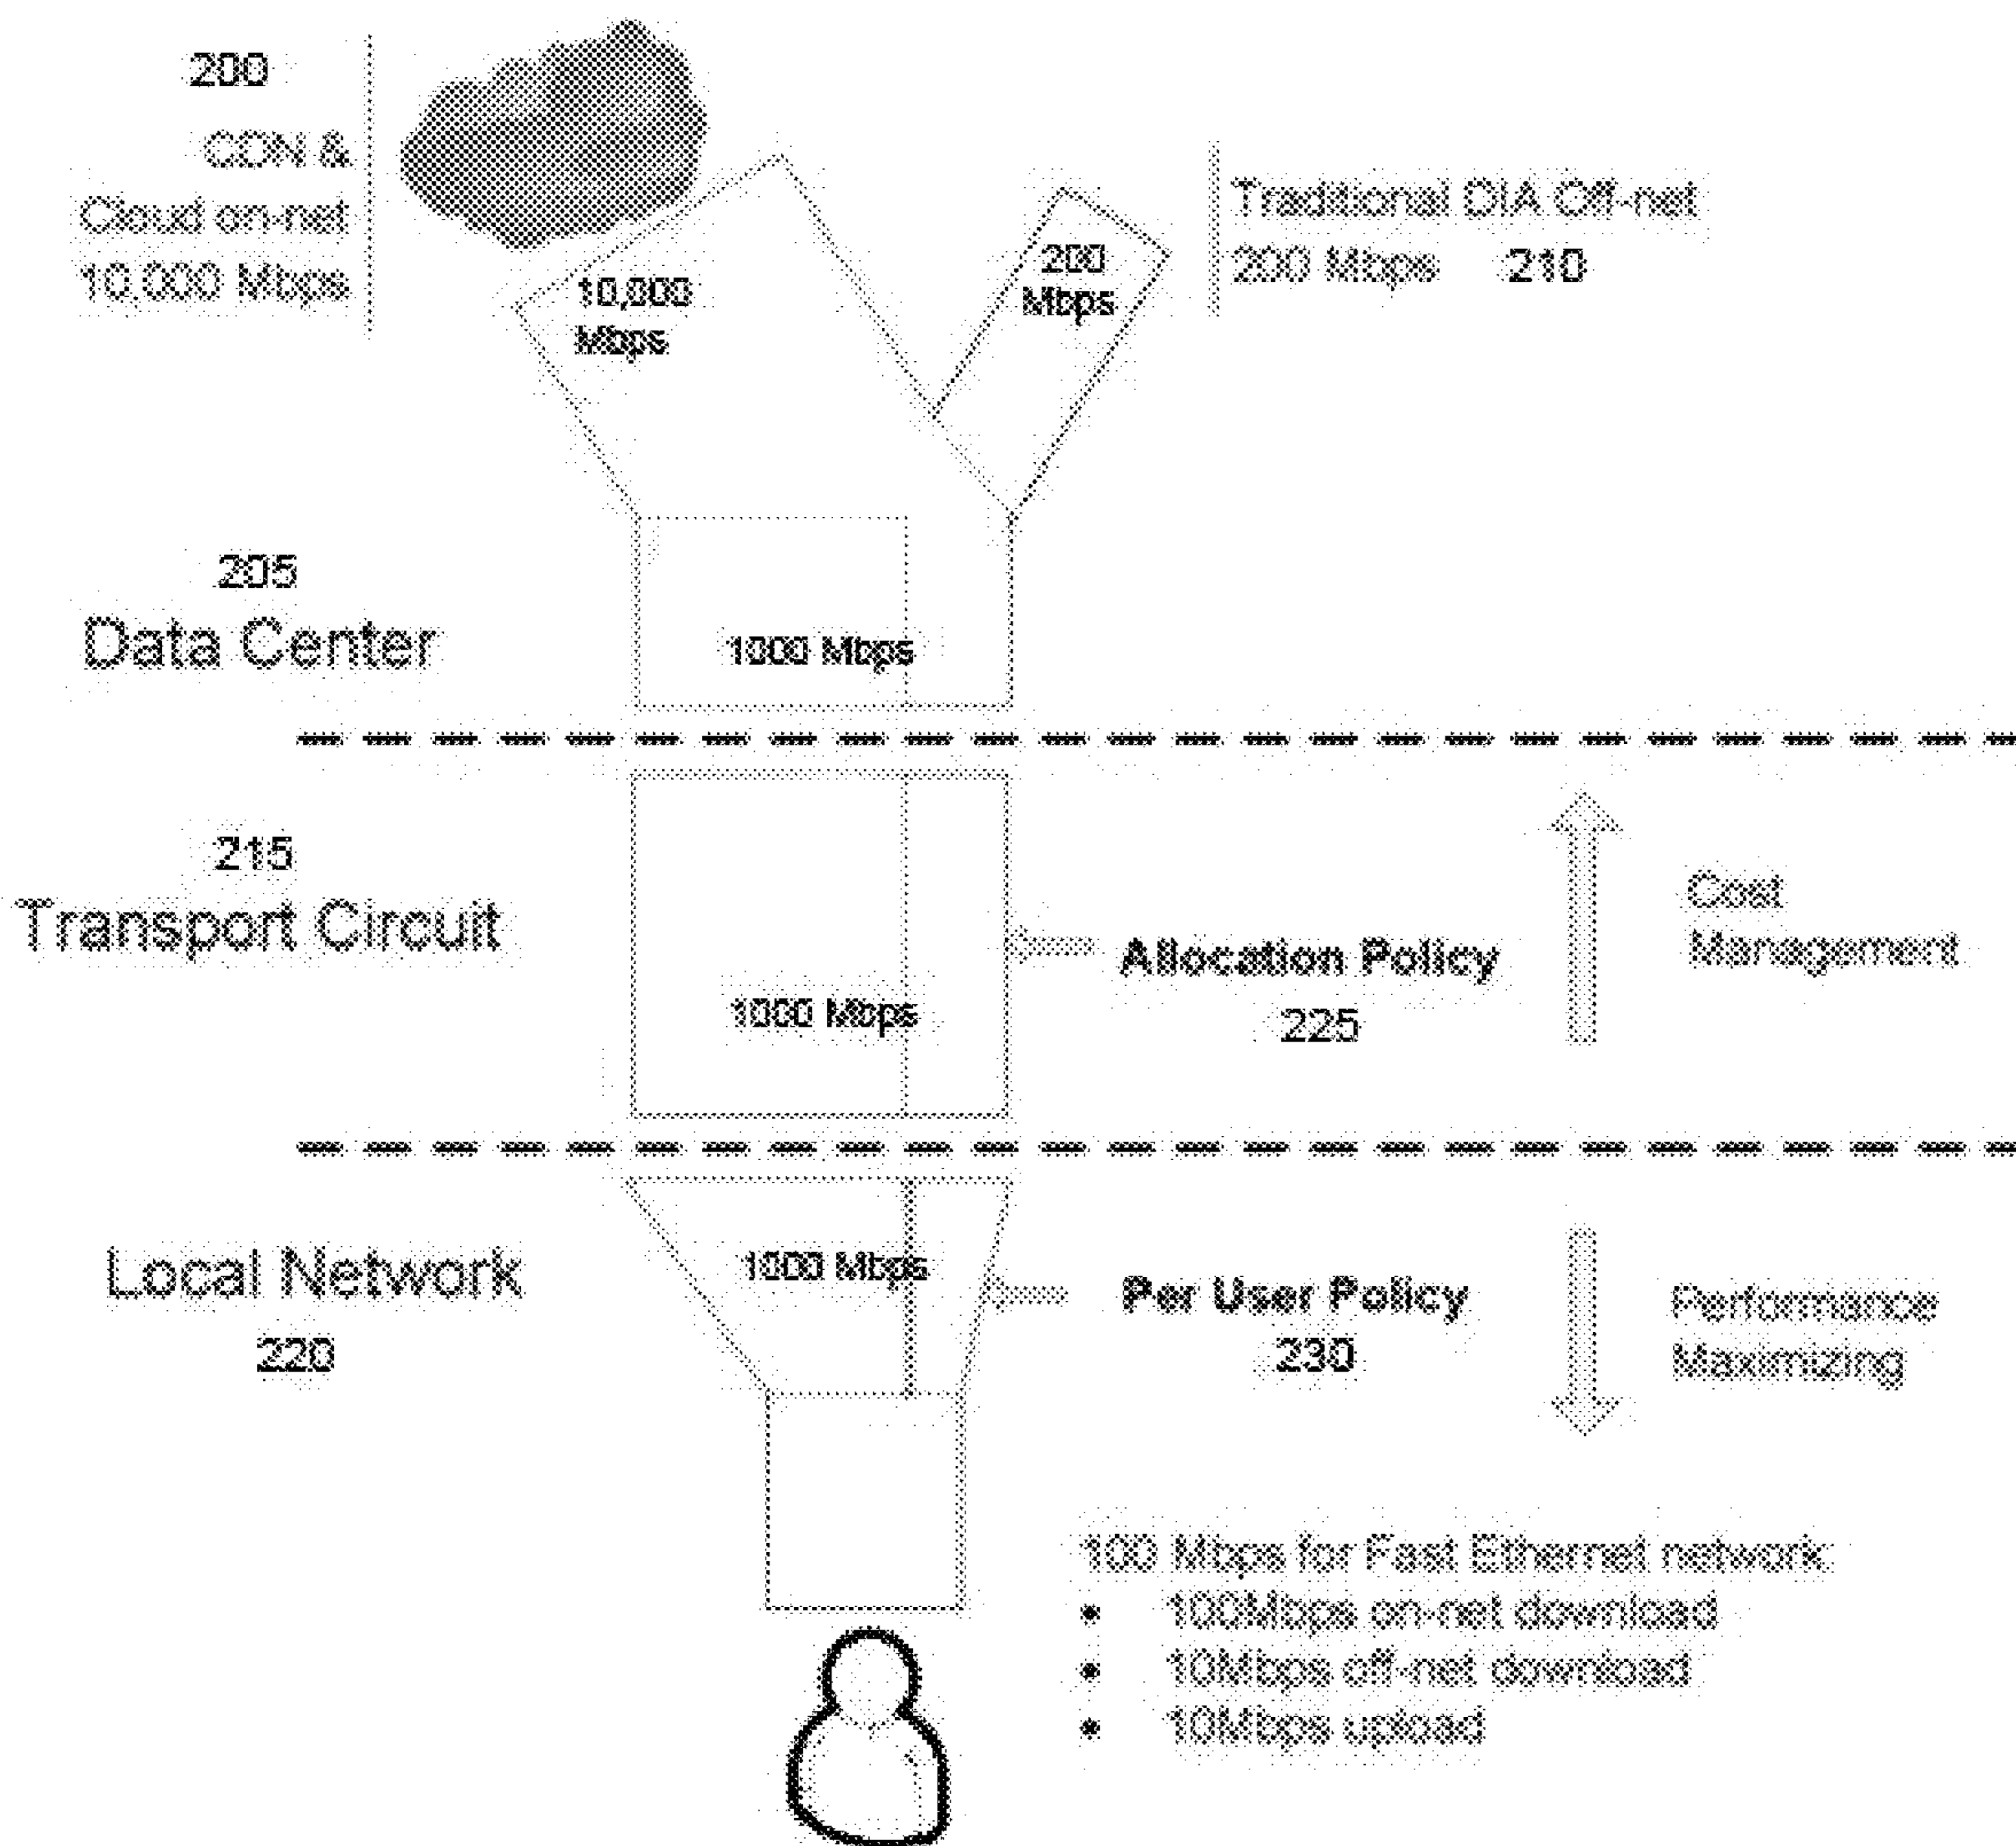 200
CDN &
Cloud on-net
10,000 Mbps
10,000
Mbps
200
Mbps
Traditional DIA Off-net
200 Mbps 210
205
Data Center
1000 Mbps
215
Transport Circuit
1000 Mbps
Allocation Policy
225
Cost
Management
Local Network
220
1000 Mbps
Per User Policy
230
Performance
Maximizing
100 Mbps for Fast Ethernet network
• 100Mbps on-net download
• 10Mbps off-net download
• 10Mbps upload